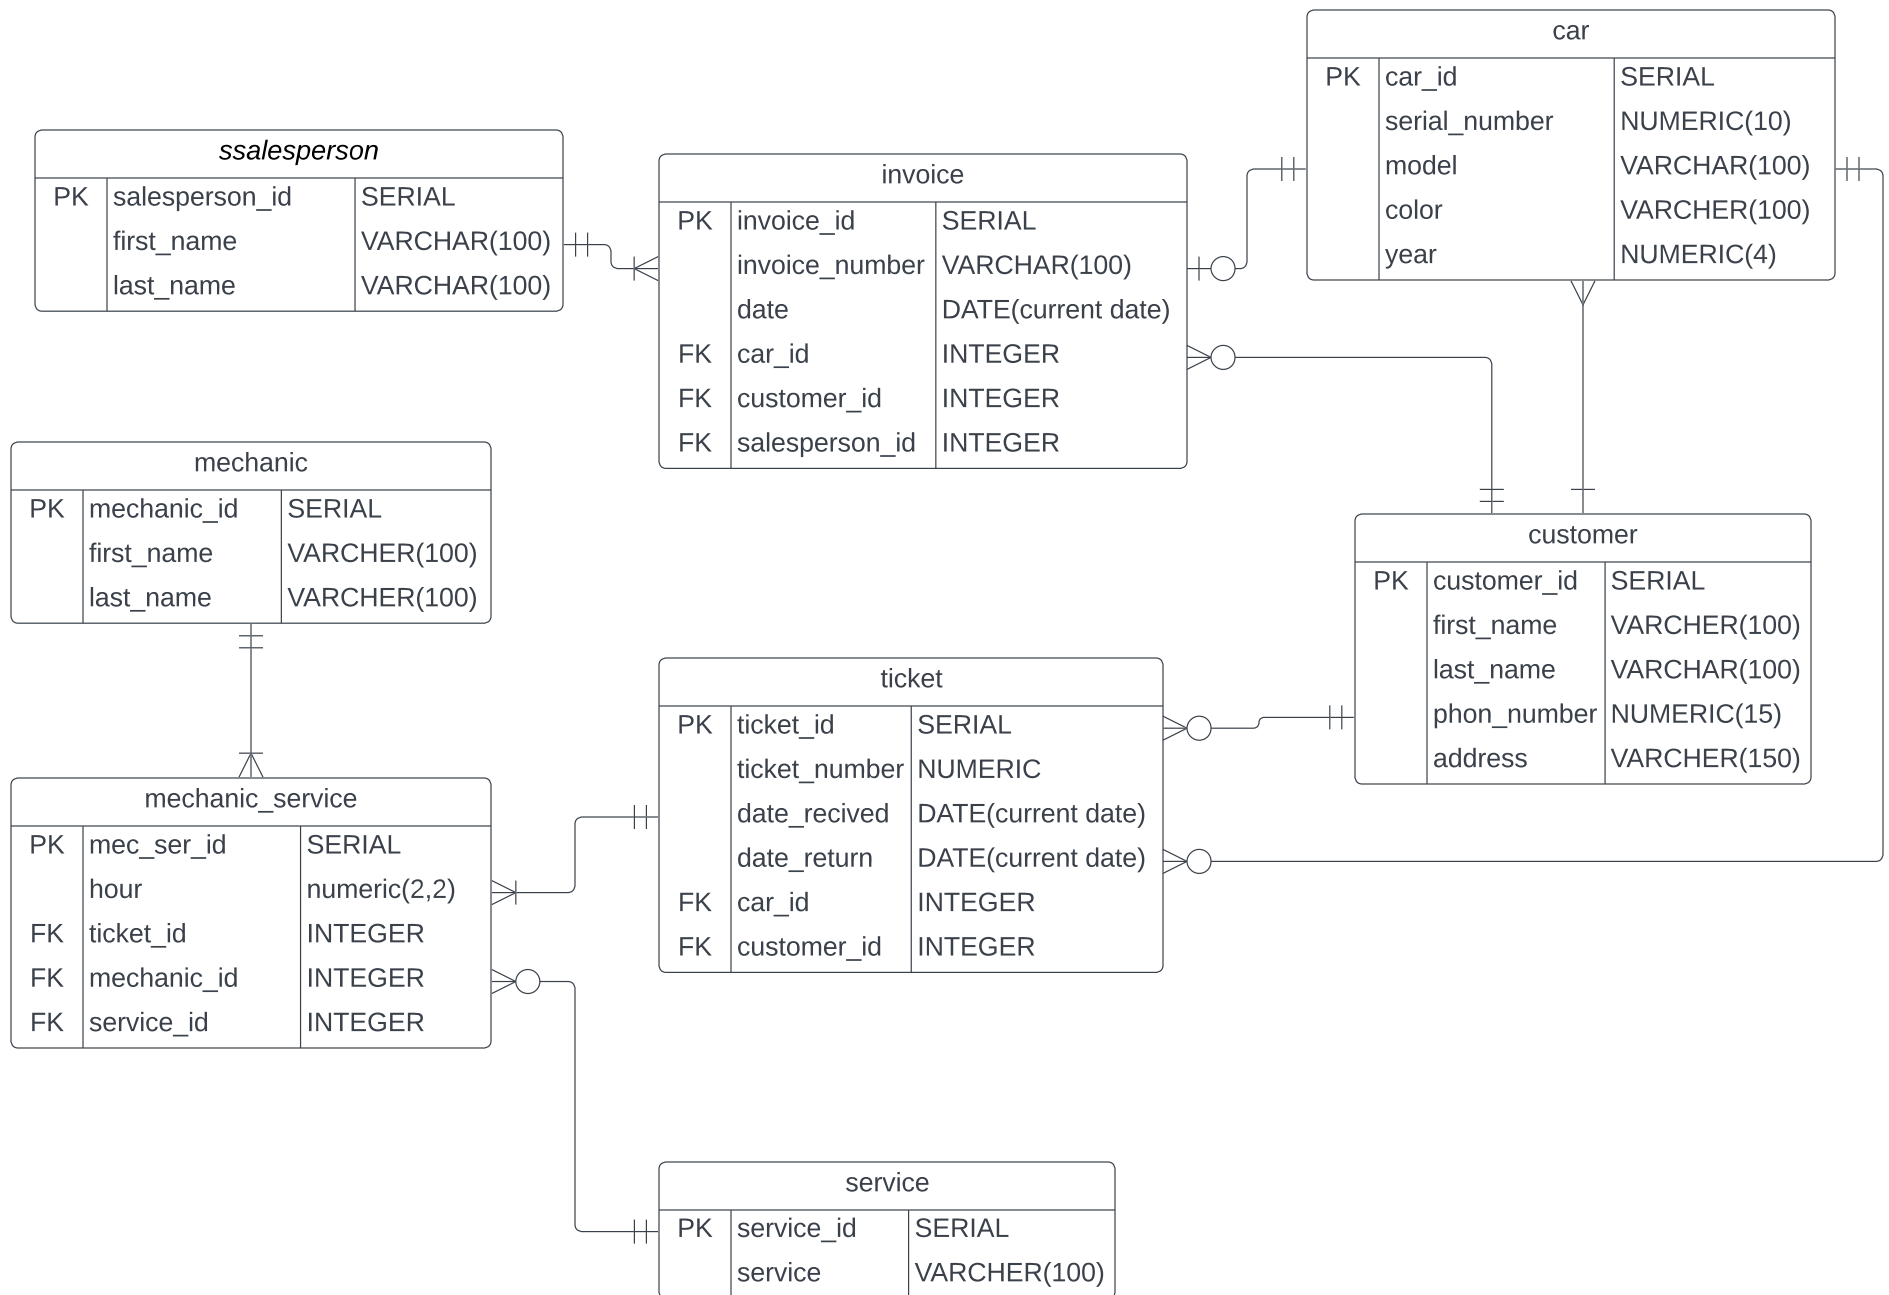 car
PK car_id SERIAL
serial_number NUMERIC(10)
model VARCHAR(100)
color VARCHER(100)
year NUMERIC(4)
ssalesperson
PK salesperson_id SERIAL
first_name VARCHAR(100)
last_name VARCHAR(100)
invoice
PK invoice_id SERIAL
invoice_number VARCHAR(100)
date DATE(current date)
FK car_id INTEGER
FK customer_id INTEGER
FK salesperson_id INTEGER
mechanic
PK mechanic_id SERIAL
first_name VARCHER(100)
last_name VARCHER(100)
customer
PK customer_id SERIAL
first_name VARCHER(100)
last_name VARCHAR(100)
phon_number NUMERIC(15)
address VARCHER(150)
ticket
PK ticket_id SERIAL
ticket_number NUMERIC
date_recived DATE(current date)
date_return DATE(current date)
FK car_id INTEGER
FK customer_id INTEGER
mechanic_service
PK mec_ser_id SERIAL
hour numeric(2,2)
FK ticket_id INTEGER
FK mechanic_id INTEGER
FK service_id INTEGER
service
PK service_id SERIAL
service VARCHER(100)